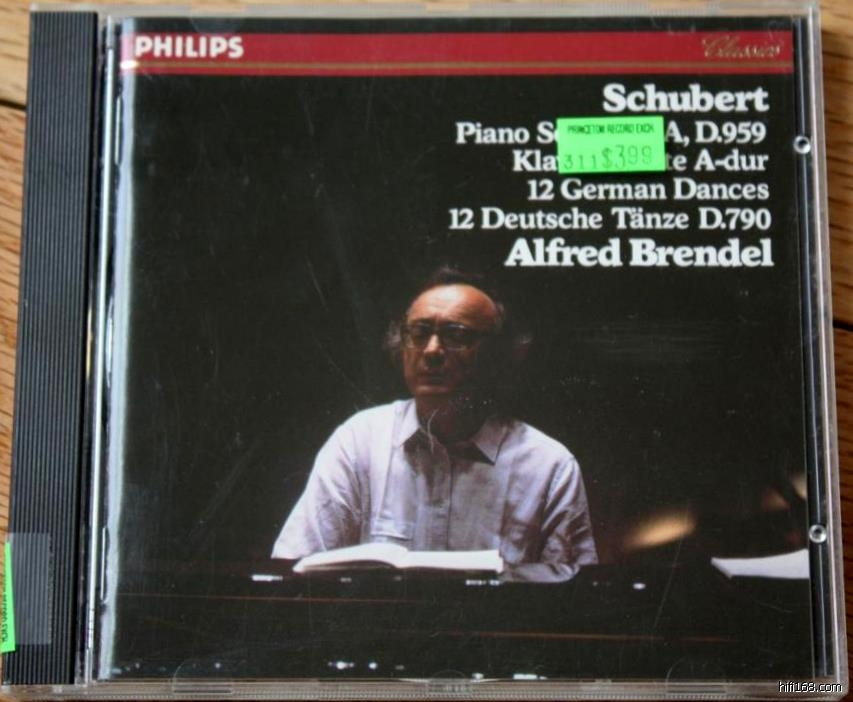 PHILIPS
Classics
Schubert
Piano So A, D.959
PRINCETON RECORD EXCH.
311 $3.99
Kla te A-dur
12 German Dances
12 Deutsche Tänze D.790
Alfred Brendel
hifi168.com